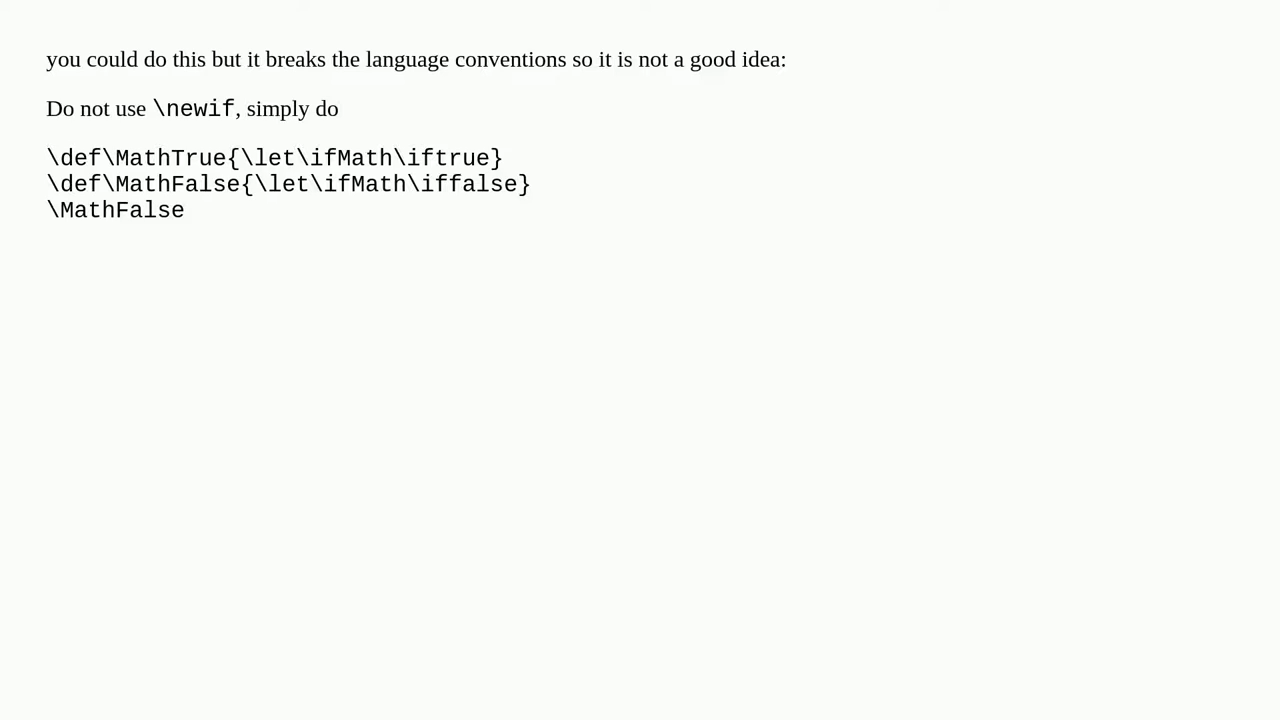 you could do this but it breaks the language conventions so it is not a good idea:
Do not use \newif, simply do
\def\MathTrue{\let\ifMath\iftrue}
\def\MathFalse{\let\ifMath\iffalse}
\MathFalse